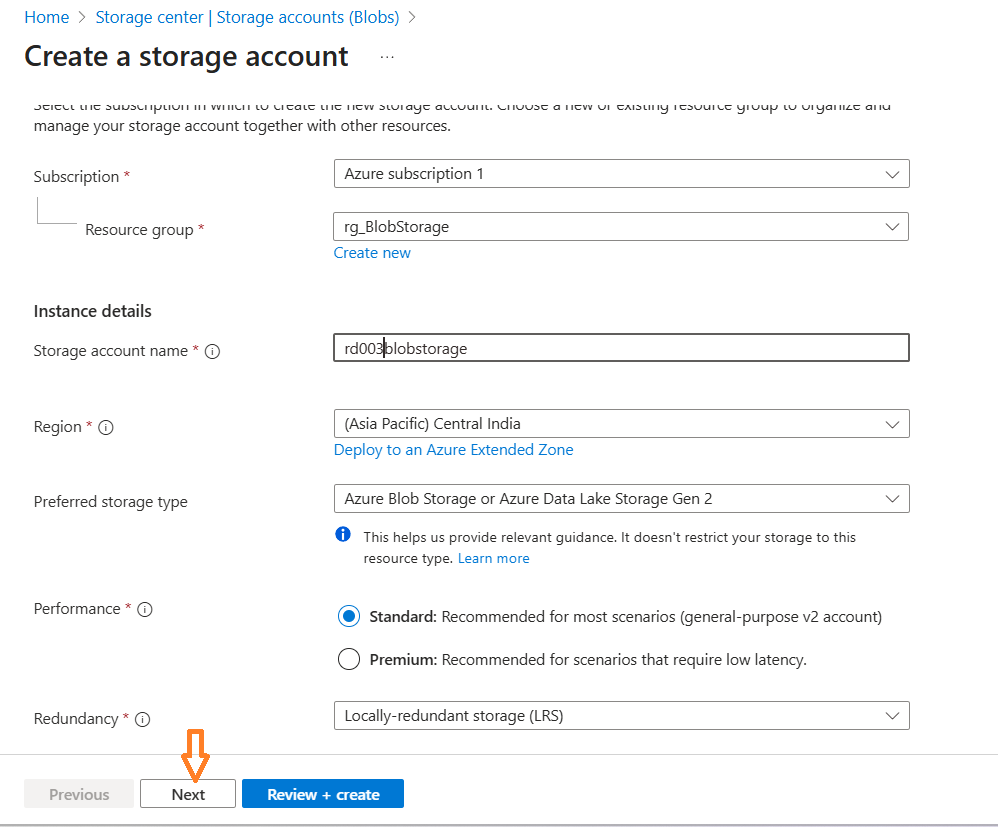 Home > Storage center | Storage accounts (Blobs) >
Create a storage account ...
Select the subscription in which to create the new storage account. Choose a new or existing resource group to organize and
manage your storage account together with other resources.
Subscription *
Azure subscription 1
Resource group *
rg_BlobStorage
Create new
Instance details
Storage account name *
rd003blobstorage
Region *
(Asia Pacific) Central India
Deploy to an Azure Extended Zone
Preferred storage type
Azure Blob Storage or Azure Data Lake Storage Gen 2
This helps us provide relevant guidance. It doesn't restrict your storage to this
resource type. Learn more
Performance *
Standard: Recommended for most scenarios (general-purpose v2 account)
Premium: Recommended for scenarios that require low latency.
Redundancy *
Locally-redundant storage (LRS)
Previous
Next
Review + create